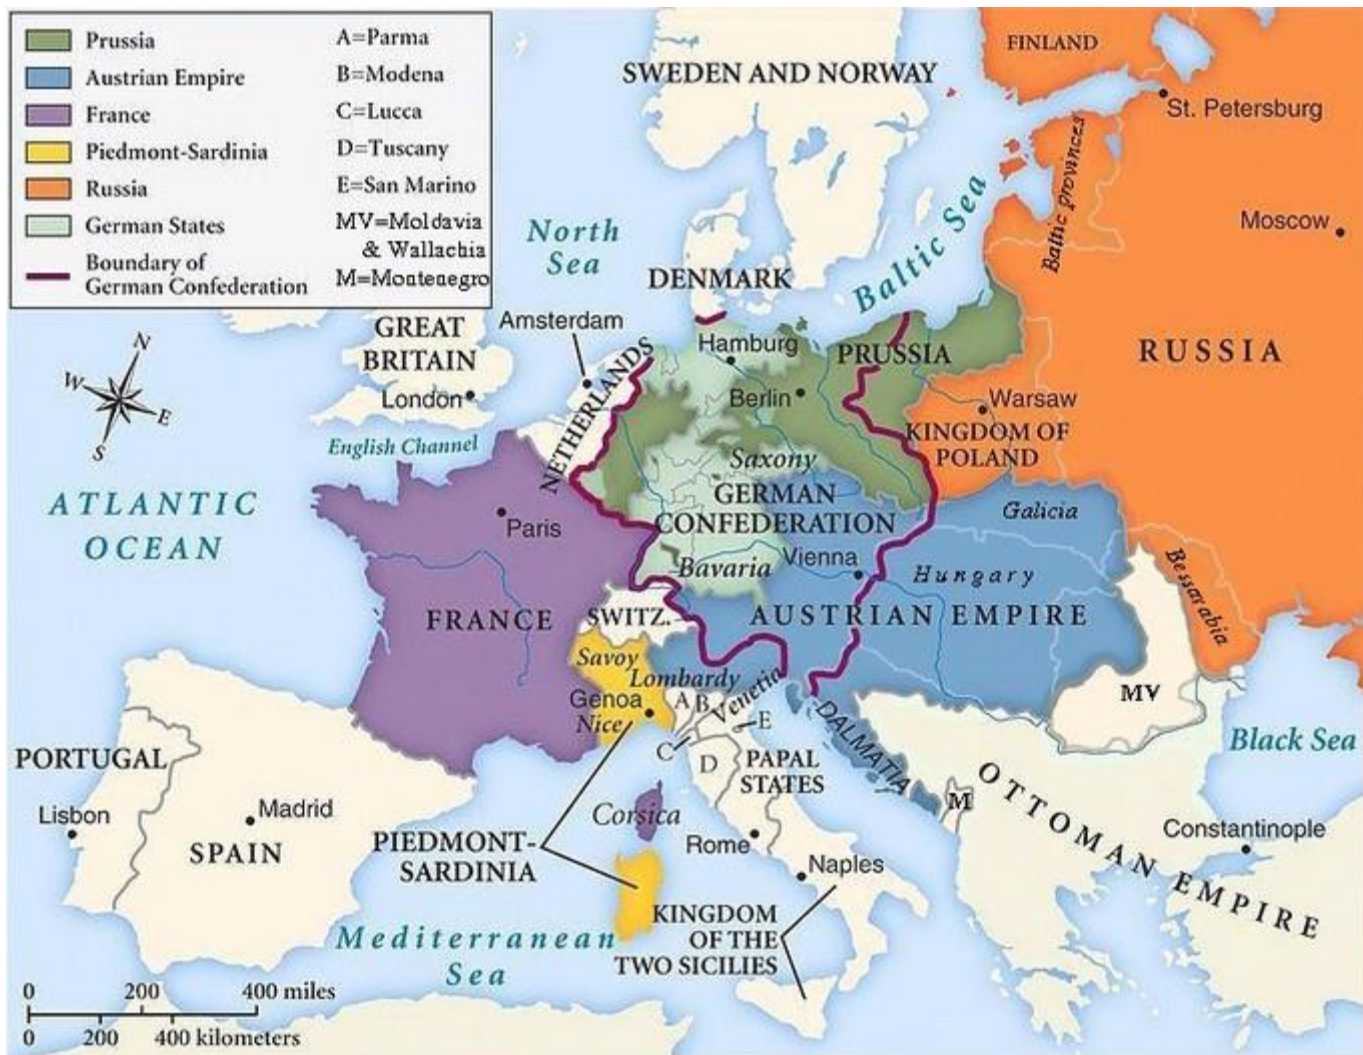 Prussia
Austrian Empire
France
Piedmont-Sardinia
Russia
German States
Boundary of
German Confederation
A=Parma
B=Modena
C=Lucca
D=Tuscany
E=San Marino
MV=Moldavia
& Wallachia
M=Montenegro
FINLAND
SWEDEN AND NORWAY
St. Petersburg
Baltic provinces
Moscow
North
Sea
Baltic Sea
DENMARK
GREAT
BRITAIN
London
Amsterdam
NETHERLANDS
Hamburg
PRUSSIA
Berlin
RUSSIA
Warsaw
KINGDOM OF
POLAND
N
W
E
S
English Channel
ATLANTIC
OCEAN
Saxony
GERMAN
CONFEDERATION
Galicia
Paris
Vienna
Bavaria
Hungary
Bessarabia
FRANCE
SWITZ.
AUSTRIAN EMPIRE
Savoy
Lombardy
Venetia
Genoa
Nice
A
B
C
D
E
MV
DALMATIA
M
Black Sea
PAPAL
STATES
PORTUGAL
Lisbon
Madrid
SPAIN
Corsica
PIEDMONT-
SARDINIA
Rome
Naples
OTTOMAN EMPIRE
Constantinople
KINGDOM
OF THE
TWO SICILIES
Mediterranean
Sea
0 200 400 miles
0 200 400 kilometers